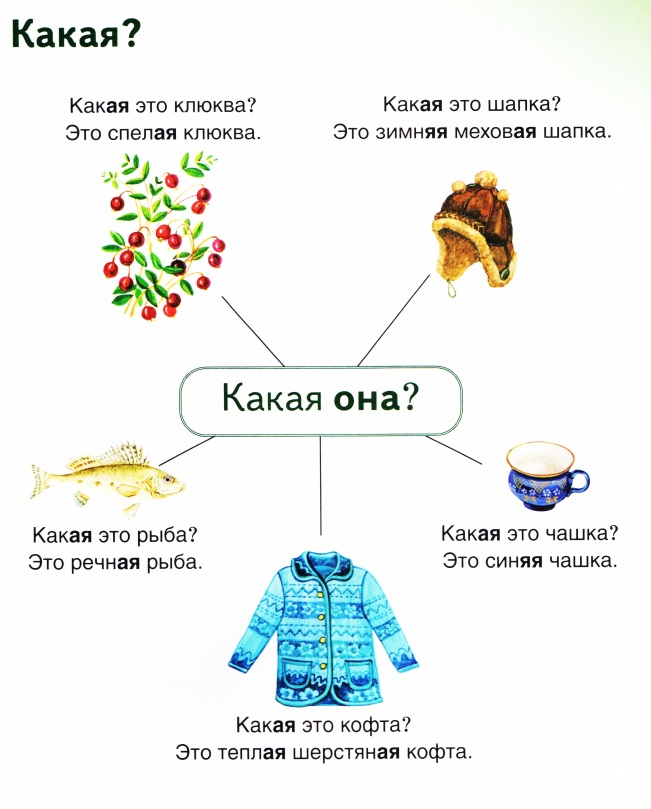 Какая?
Какая это клюква?
Это спелая клюква.
Какая это шапка?
Это зимняя меховая шапка.
Какая она?
Какая это рыба?
Это речная рыба.
Какая это чашка?
Это синяя чашка.
Какая это кофта?
Это теплая шерстяная кофта.